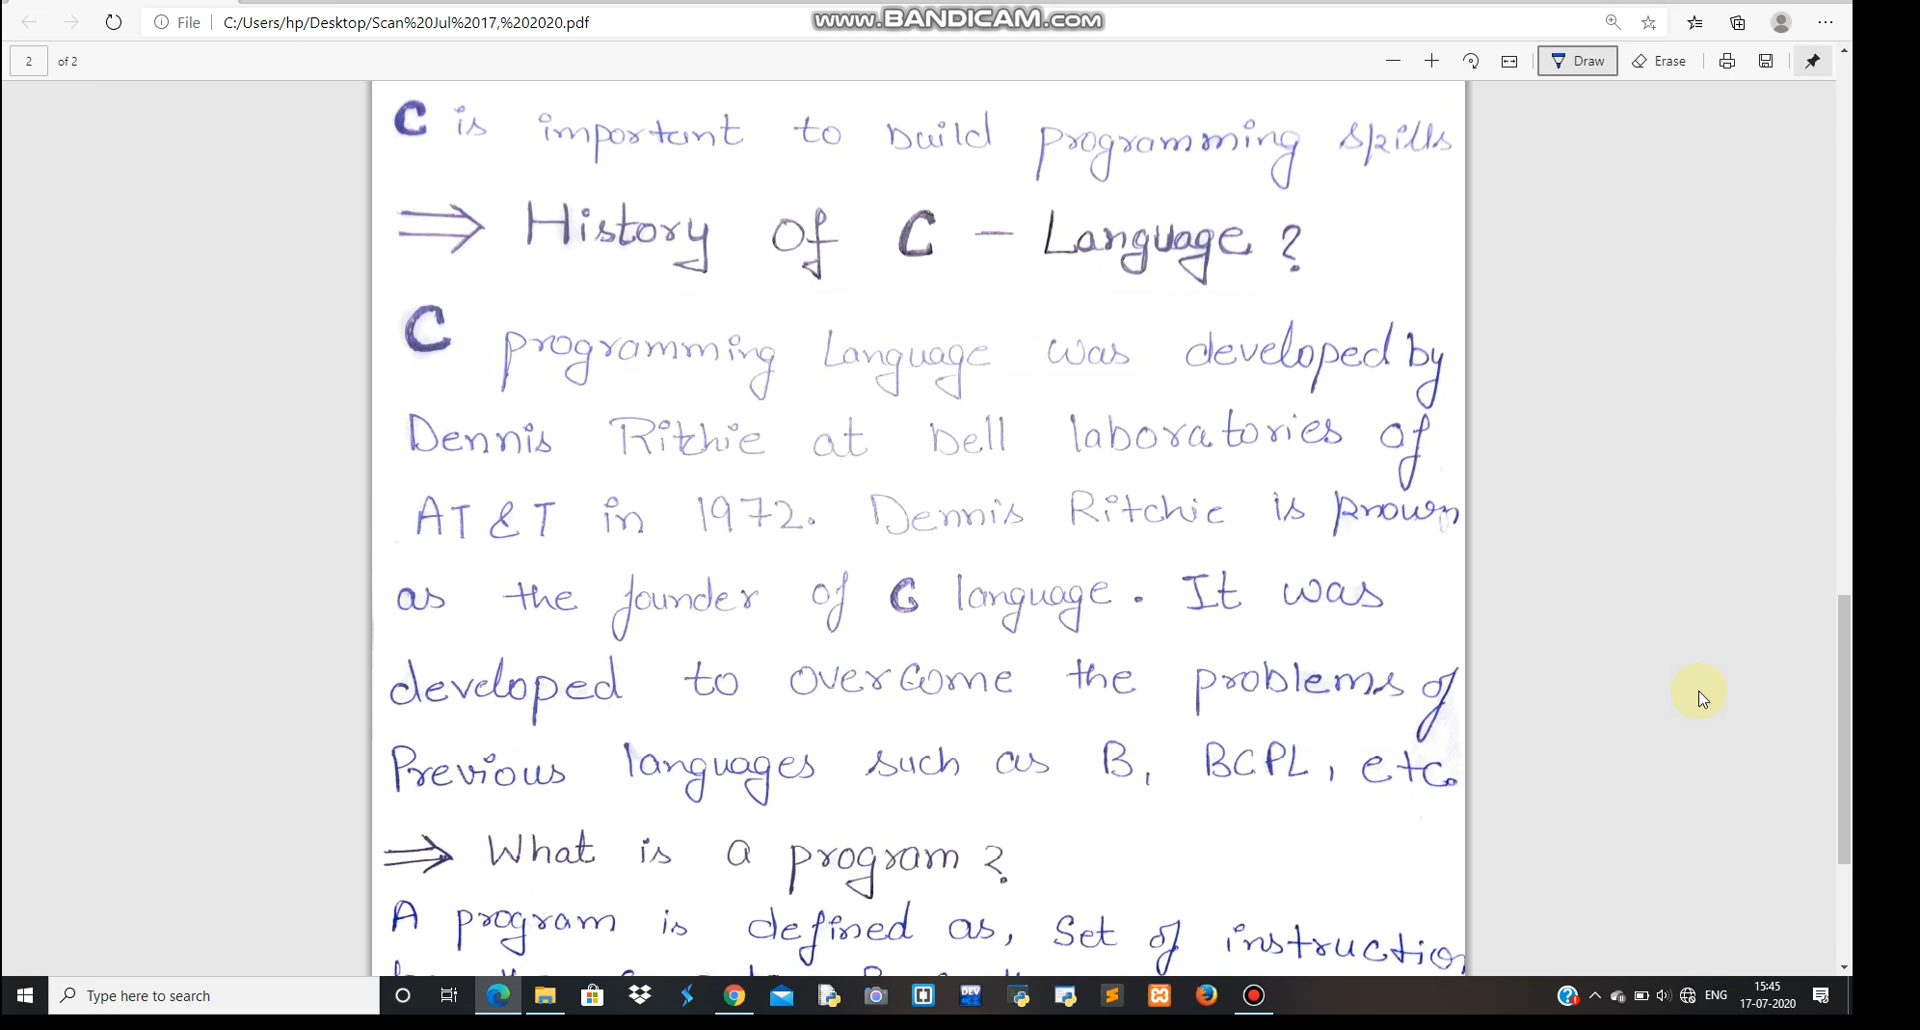 File
C:/Users/hp/Desktop/Scan%20Jul%2017,%202020.pdf
www.BANDICAM.com
2 of 2
Draw
Erase
C is important to build programming skills
⇒ History Of C - Language ?
C programming Language was developed by
Dennis Ritchie at Bell laboratories of
AT & T in 1972. Dennis Ritchie is known
as the founder of C language. It was
developed to overcome the problems of
Previous languages such as B, BCPL, etc.
⇒ What is a program ?
A program is defined as, Set of instruction
Type here to search
DEV
ENG
15:45
17-07-2020